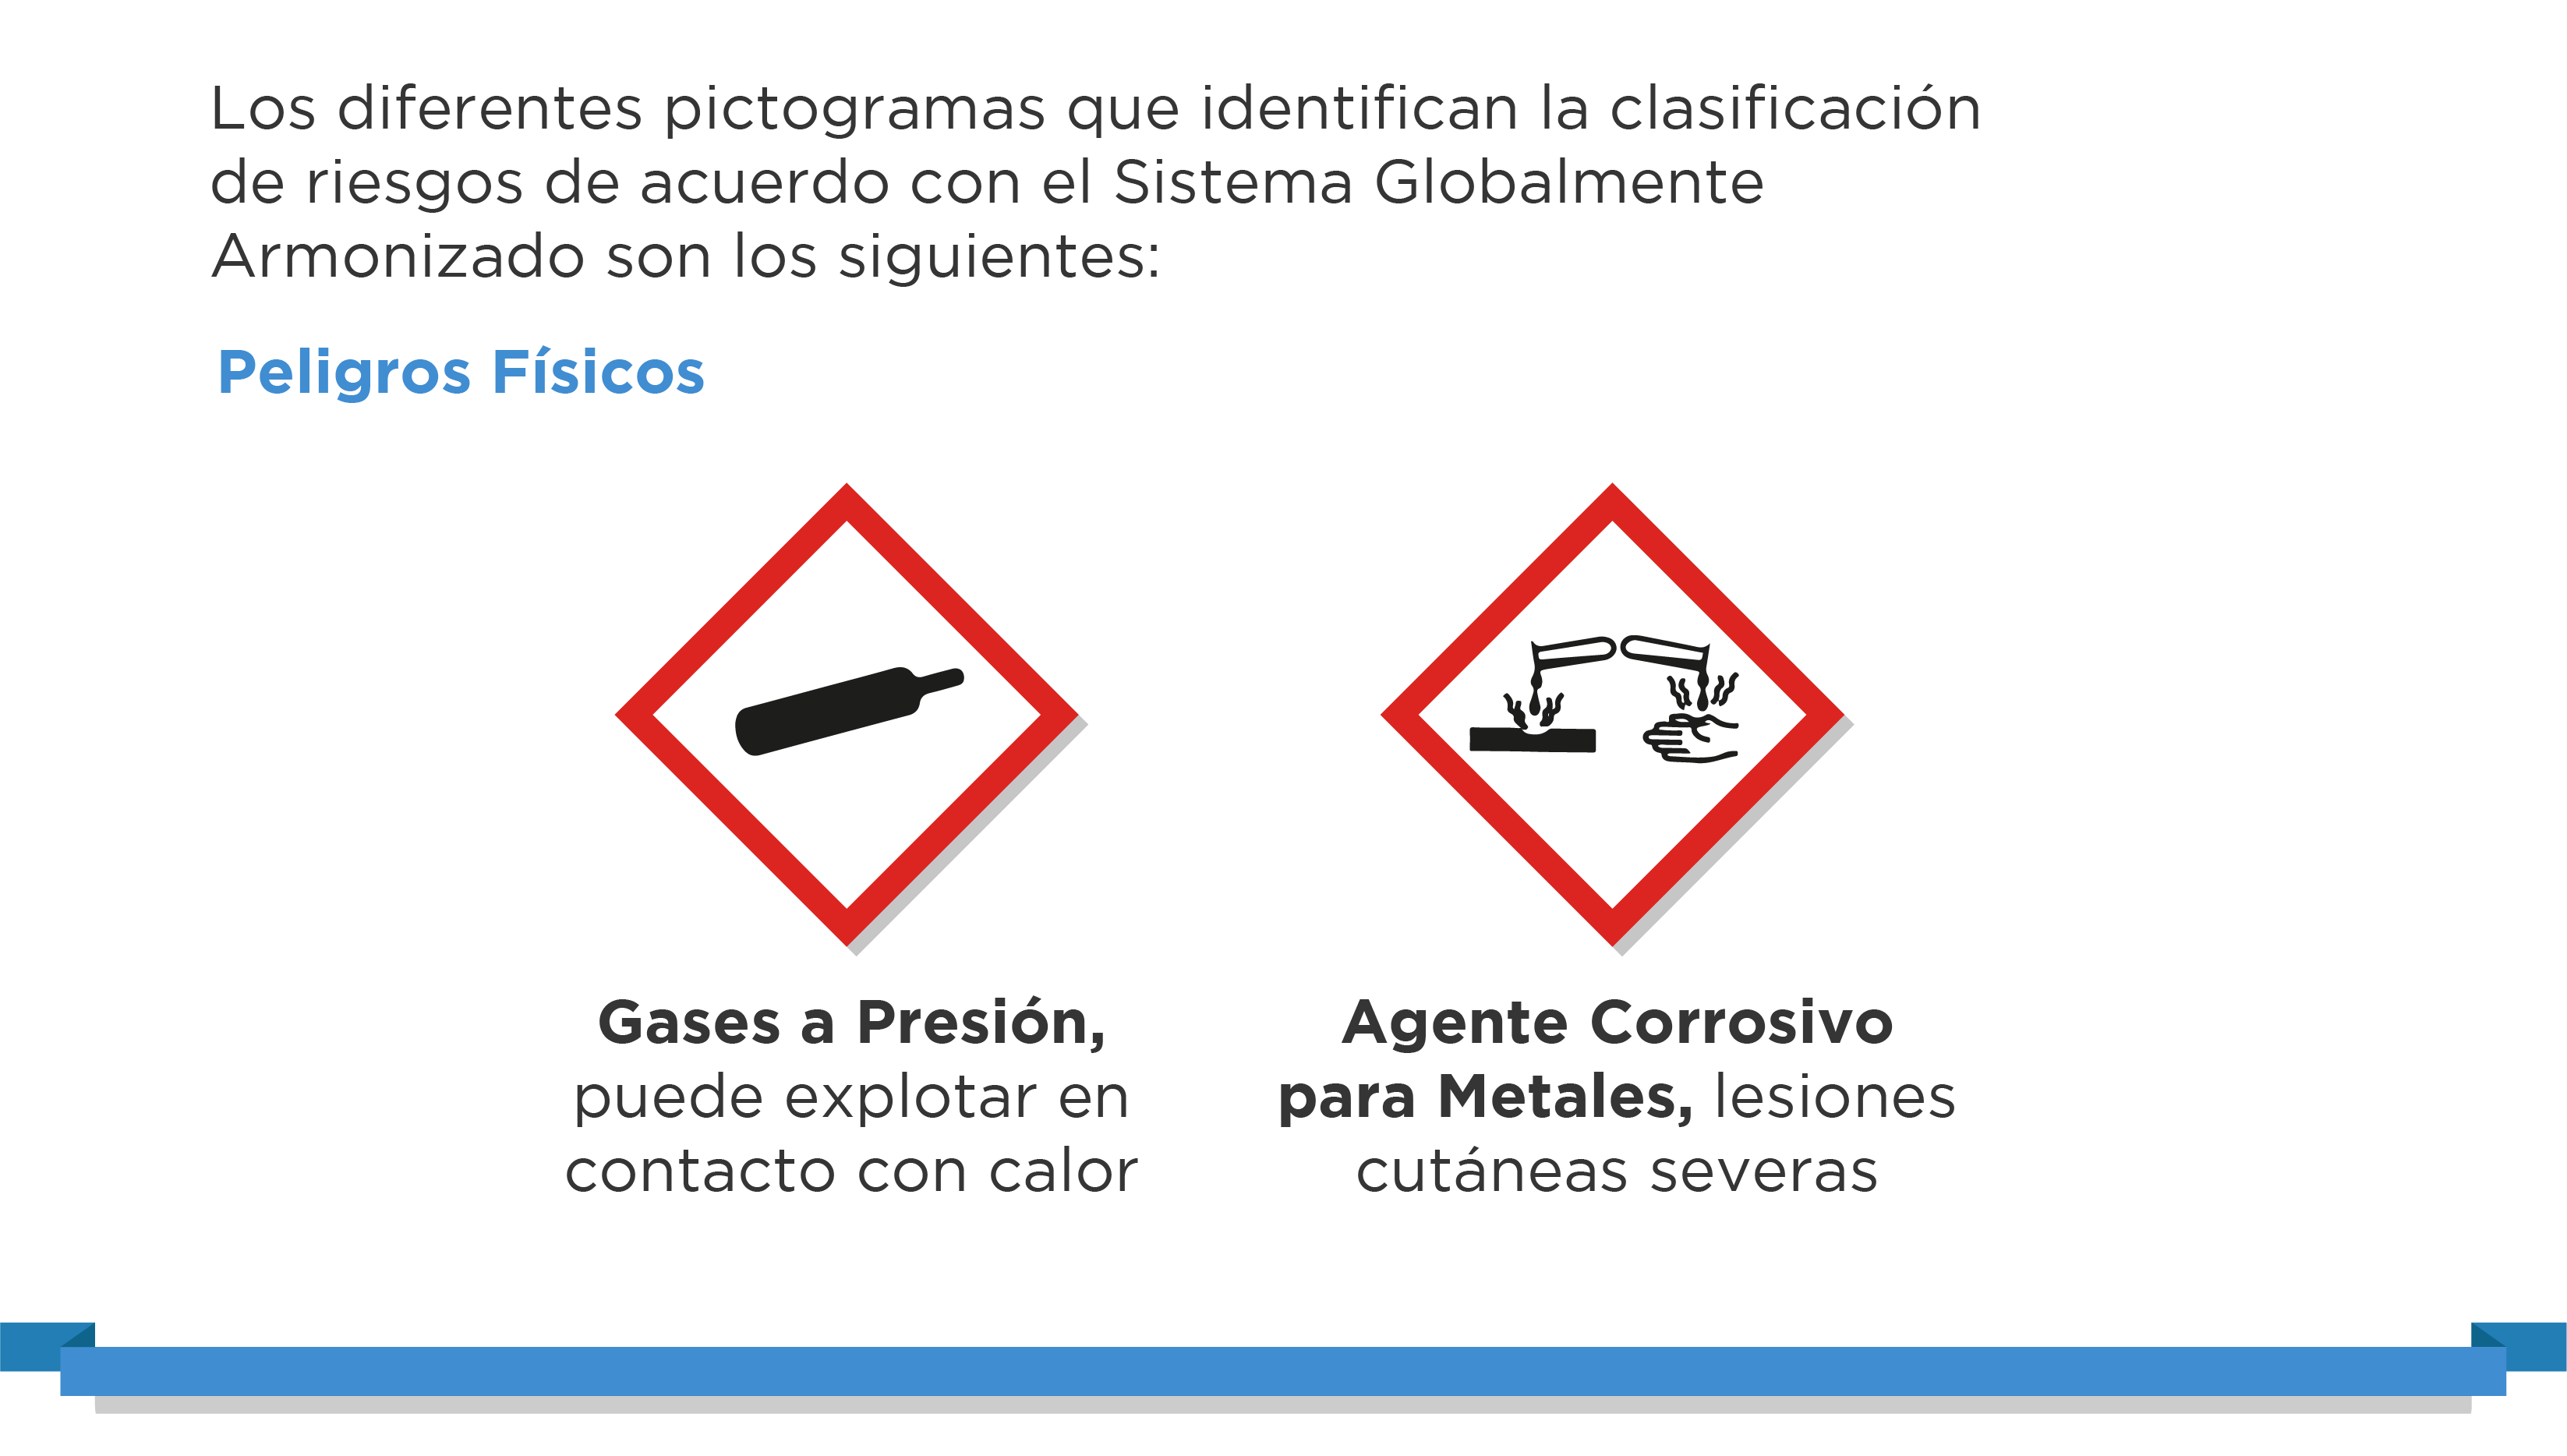 Los diferentes pictogramas que identifican la clasificación
de riesgos de acuerdo con el Sistema Globalmente
Armonizado son los siguientes:
Peligros Físicos
Gases a Presión,
puede explotar en
contacto con calor
Agente Corrosivo
para Metales, lesiones
cutáneas severas